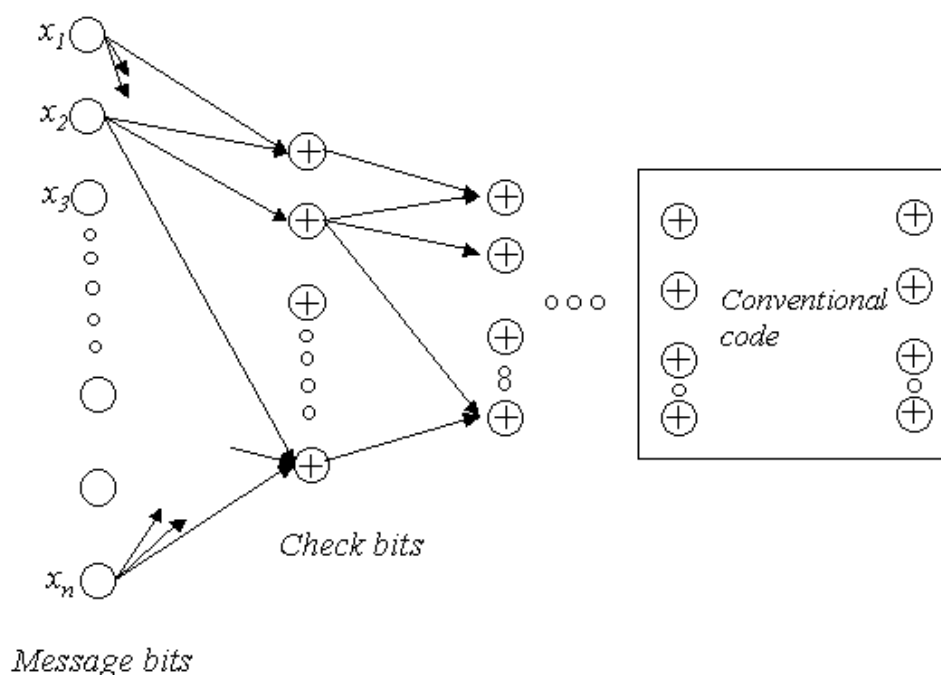 x1
x2
x3
Conventional
code
Check bits
xn
Message bits